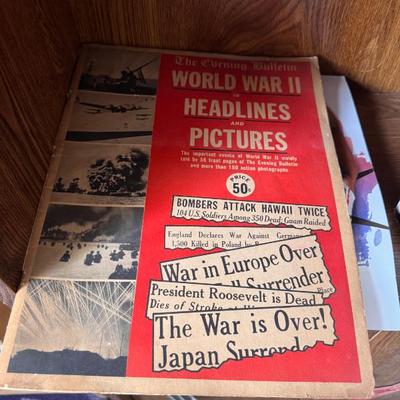 The Evening Bulletin
WORLD WAR II
IN
HEADLINES
AND
PICTURES
The important events of World War II vividly
told by 56 front pages of The Evening Bulletin
and more than 150 action photographs
PRICE
50¢
BOMBERS ATTACK HAWAII TWICE
104 U.S. Soldiers Among 350 Dead; Guam Raided
England Declares War Against
1,500 Killed in Poland by
War in Europe Over
Surrender
President Roosevelt is Dead
Dies of Stroke
Place
The War is Over!
Japan Surrenders